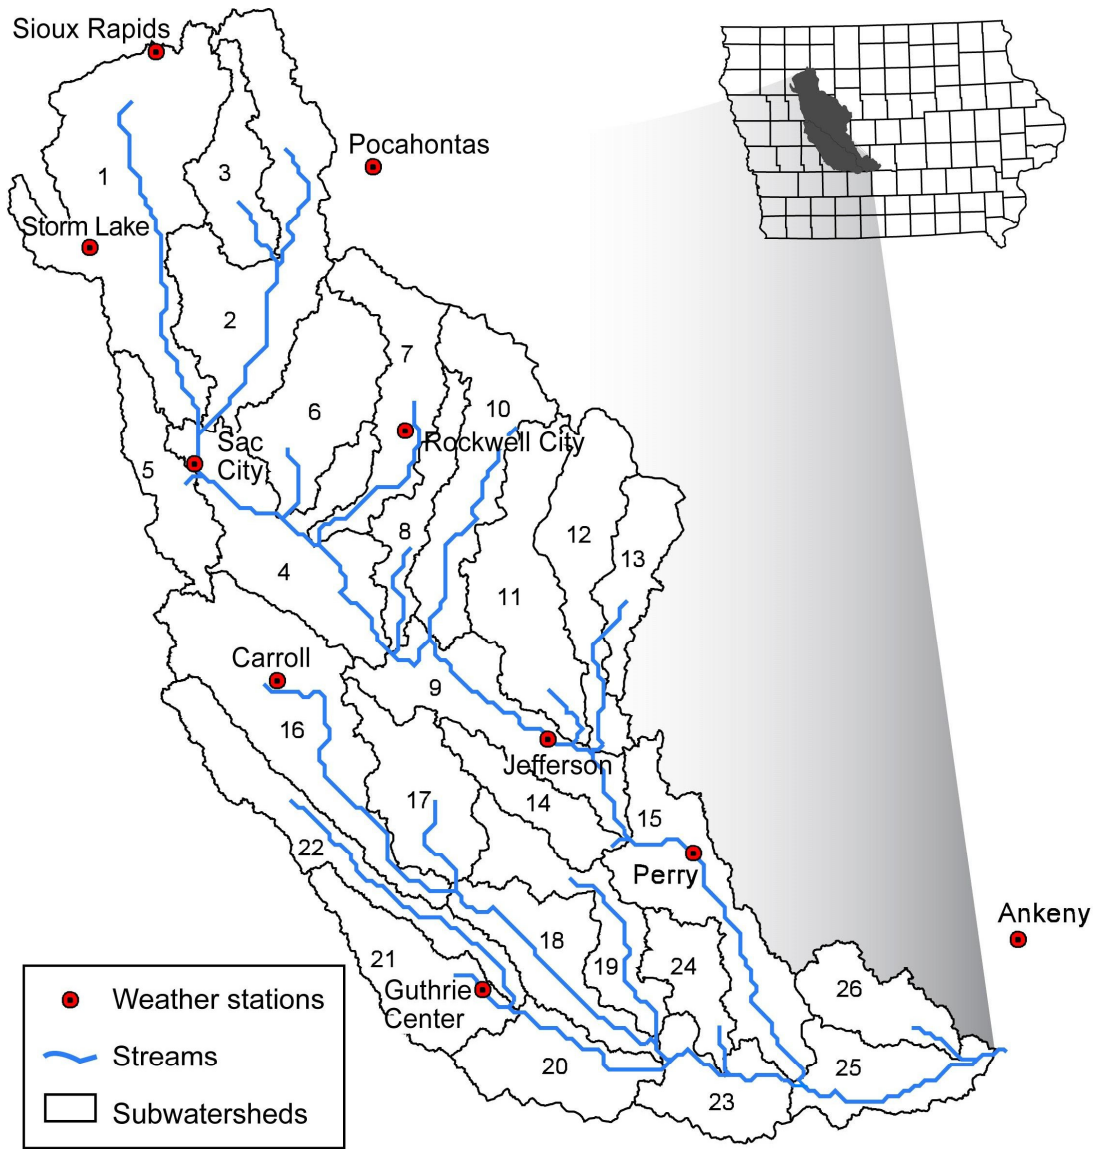 Sioux Rapids
Pocahontas
1
3
Storm Lake
2
7
6
10
Rockwell City
Sac
City
5
8
12
13
4
11
Carroll
9
16
Jefferson
17
14
15
22
Perry
Ankeny
18
21
19
24
26
Guthrie
Center
20
25
23
Weather stations
Streams
Subwatersheds